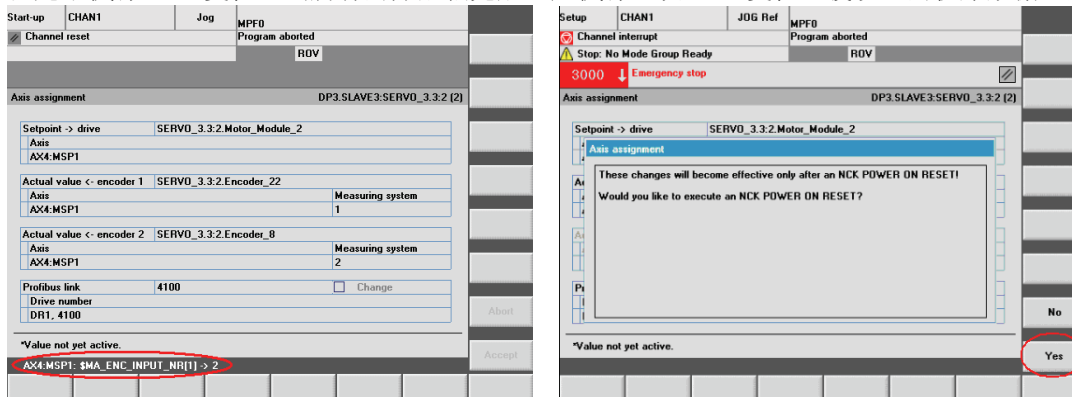 Start-up CHAN1 Jog MPF0
Channel reset Program aborted
ROV
Axis assignment DP3.SLAVE3:SERVO_3.3:2 (2)
Setpoint -> drive SERVO_3.3:2.Motor_Module_2
Axis
AX4:MSP1
Actual value <- encoder 1 SERVO_3.3:2.Encoder_22
Axis Measuring system
AX4:MSP1 1
Actual value <- encoder 2 SERVO_3.3:2.Encoder_8
Axis Measuring system
AX4:MSP1 2
Profibus link 4100 Change
Drive number
DR1, 4100
Abort
*Value not yet active.
Accept
AX4:MSP1: $MA_ENC_INPUT_NR[1] -> 2
Setup CHAN1 JOG Ref MPF0
Channel interrupt Program aborted
Stop: No Mode Group Ready ROV
3000 Emergency stop
Axis assignment DP3.SLAVE3:SERVO_3.3:2 (2)
Setpoint -> drive SERVO_3.3:2.Motor_Module_2
Axis assignment
These changes will become effective only after an NCK POWER ON RESET!
Would you like to execute an NCK POWER ON RESET?
No
*Value not yet active.
Yes